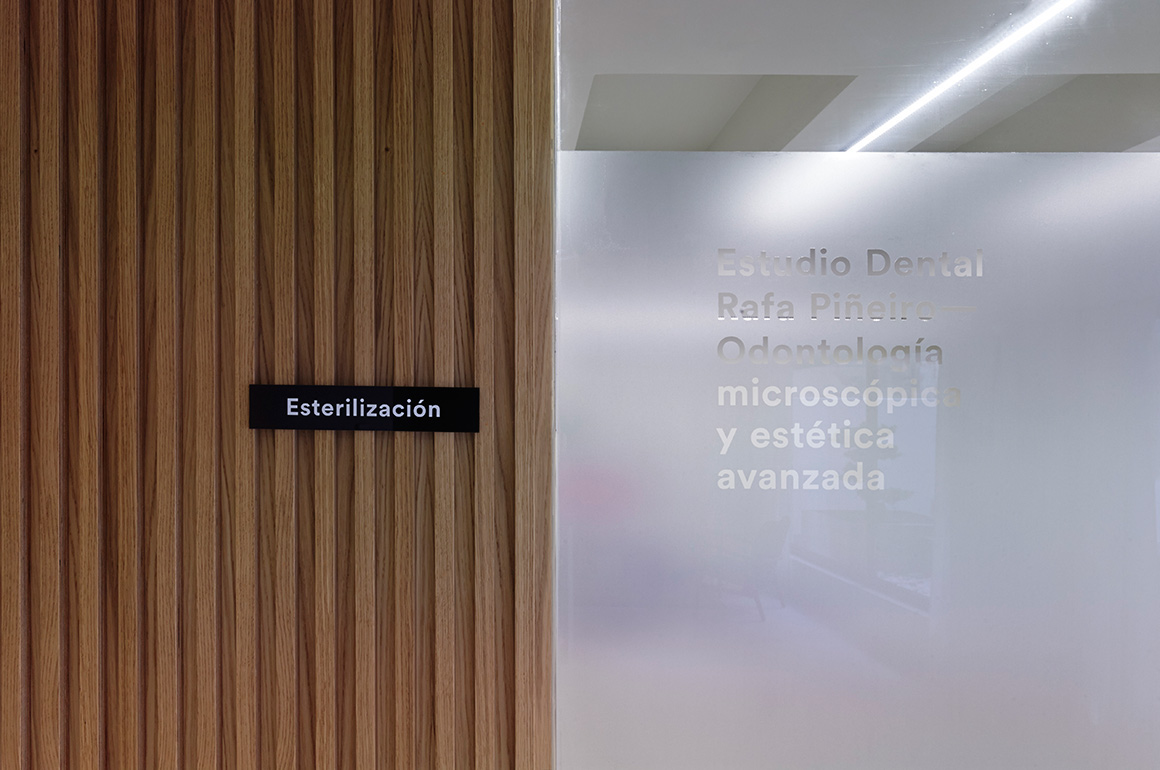 Esterilización
Estudio Dental
Rafa Piñeiro—
Odontología
microscópica
y estética
avanzada